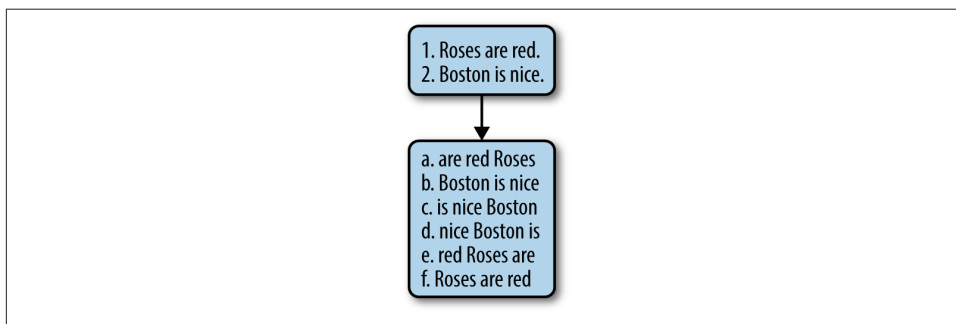 1. Roses are red.
2. Boston is nice.
a. are red Roses
b. Boston is nice
c. is nice Boston
d. nice Boston is
e. red Roses are
f. Roses are red